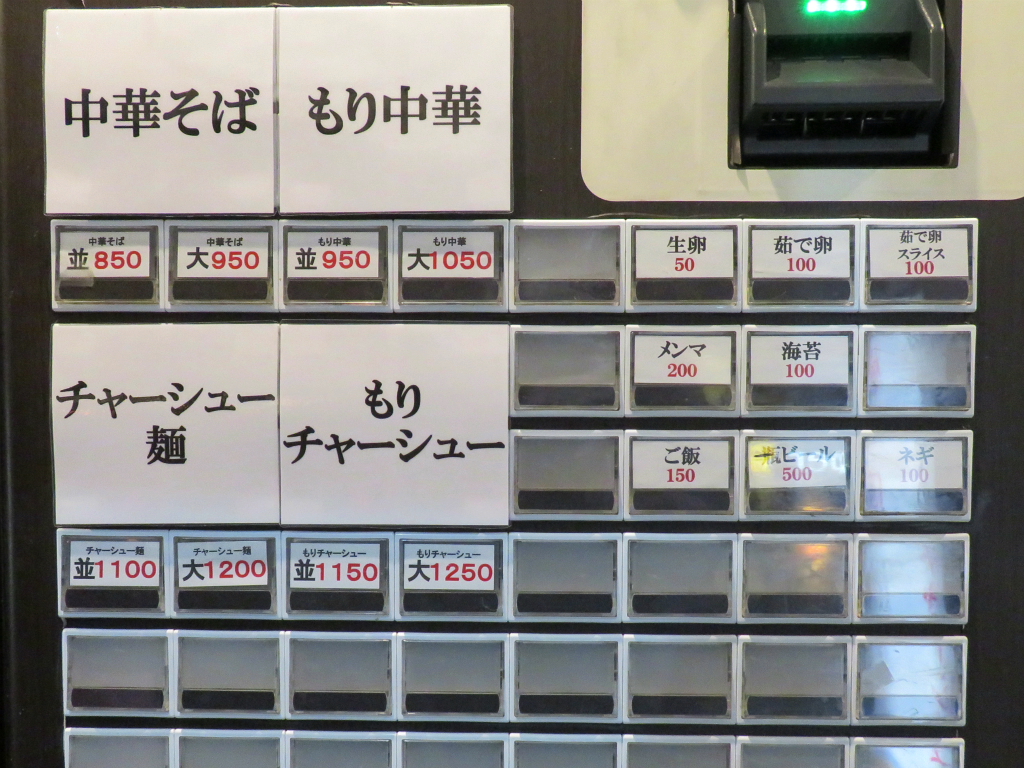 中華そば
もり中華
中華そば
並850
中華そば
大950
もり中華
並950
もり中華
大1050
生卵
50
茹で卵
100
茹で卵
スライス
100
チャーシュー
麺
もり
チャーシュー
メンマ
200
海苔
100
ご飯
150
瓶ビール
500
ネギ
100
チャーシュー麺
並1100
チャーシュー麺
大1200
もりチャーシュー
並1150
もりチャーシュー
大1250